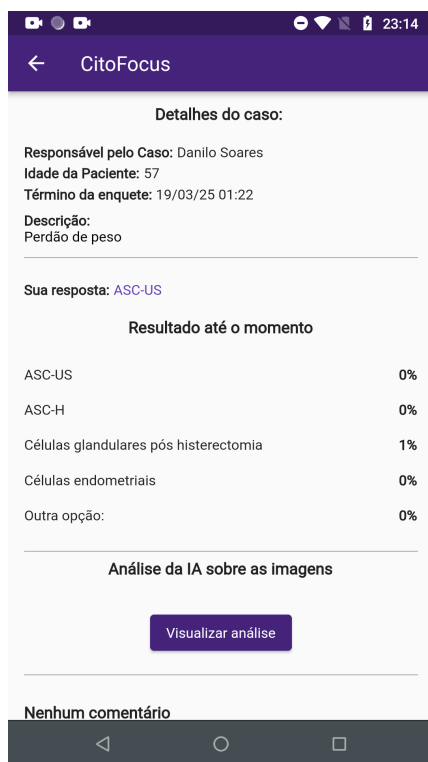 23:14
CitoFocus
Detalhes do caso:
Responsável pelo Caso: Danilo Soares
Idade da Paciente: 57
Término da enquete: 19/03/25 01:22
Descrição:
Perdão de peso
Sua resposta: ASC-US
Resultado até o momento
ASC-US 0%
ASC-H 0%
Células glandulares pós histerectomia 1%
Células endometriais 0%
Outra opção: 0%
Análise da IA sobre as imagens
Visualizar análise
Nenhum comentário